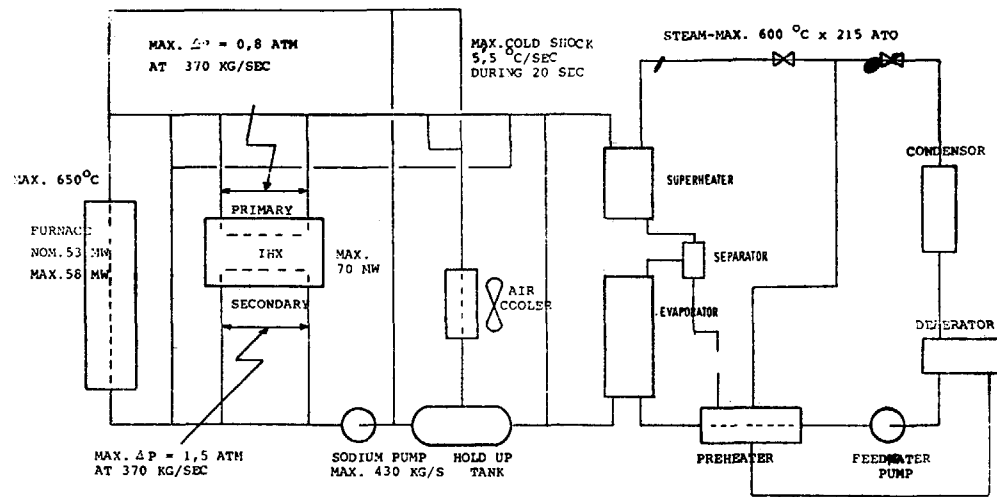 MAX. ΔP = 0,8 ATM
AT 370 KG/SEC
MAX.COLD SHOCK
5,5 °C/SEC
DURING 20 SEC
STEAM-MAX. 600 °C x 215 ATO
CONDENSOR
MAX. 650°C
SUPERHEATER
PRIMARY
FURNACE
NOM.53 MW
MAX.58 MW
IHX
MAX.
70 MW
SEPARATOR
AIR
COOLER
SECONDARY
EVAPORATOR
DEAERATOR
MAX. ΔP = 1,5 ATM
AT 370 KG/SEC
SODIUM PUMP
MAX. 430 KG/S
HOLD UP
TANK
PREHEATER
FEEDWATER
PUMP